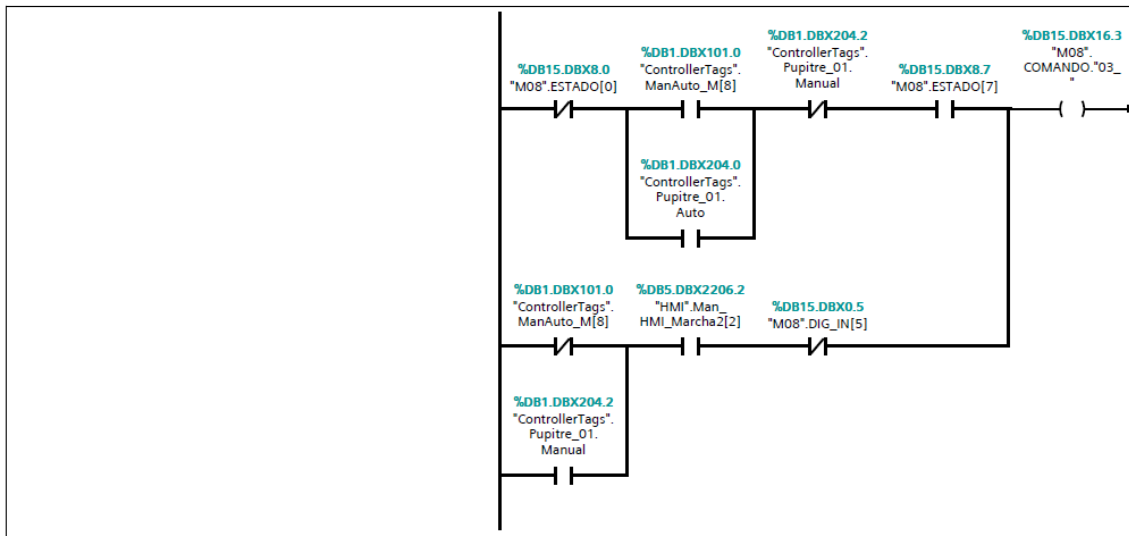 %DB15.DBX8.0
"M08".ESTADO[0]
%DB1.DBX101.0
"ControllerTags".
ManAuto_M[8]
%DB1.DBX204.2
"ControllerTags".
Pupitre_01.
Manual
%DB15.DBX8.7
"M08".ESTADO[7]
%DB15.DBX16.3
"M08".
COMANDO."03_
"
%DB1.DBX204.0
"ControllerTags".
Pupitre_01.
Auto
%DB1.DBX101.0
"ControllerTags".
ManAuto_M[8]
%DB5.DBX2206.2
"HMI".Man_
HMI_Marcha2[2]
%DB15.DBX0.5
"M08".DIG_IN[5]
%DB1.DBX204.2
"ControllerTags".
Pupitre_01.
Manual